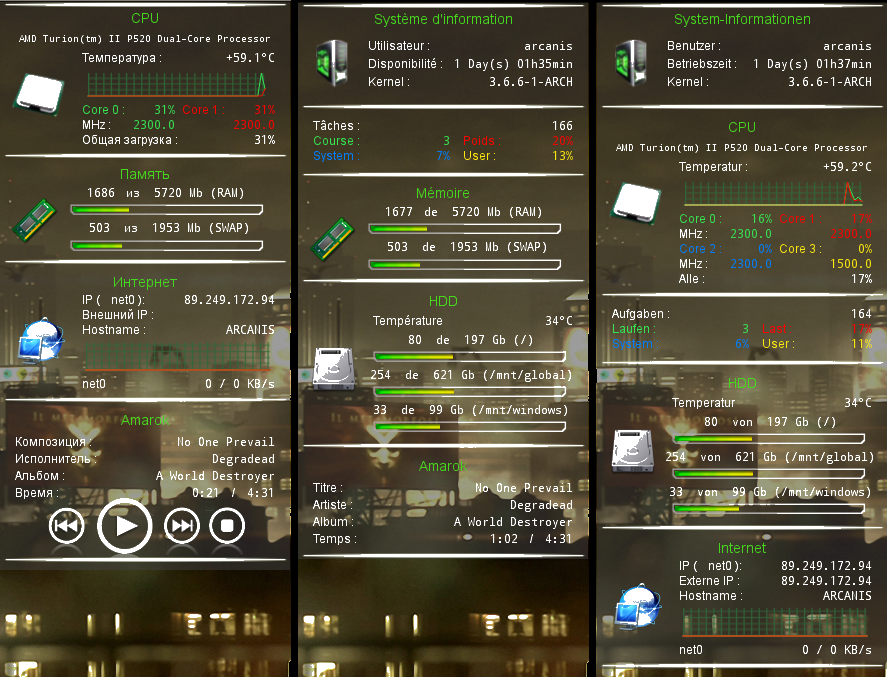 CPU
AMD Turion(tm) II P520 Dual-Core Processor
Температура : +59.1°C
Core 0 : 31% Core 1 : 31%
MHz : 2300.0 2300.0
Общая загрузка : 31%
Память
1686 из 5720 Mb (RAM)
503 из 1953 Mb (SWAP)
Интернет
IP ( net0 ): 89.249.172.94
Внешний IP :
Hostname : ARCANIS
net0 0 / 0 KB/s
Amarok
Композиция : No One Prevail
Исполнитель : Degradead
Альбом : A World Destroyer
Время : 0:21 / 4:31
Système d'information
Utilisateur : arcanis
Disponibilité : 1 Day(s) 01h35min
Kernel : 3.6.6-1-ARCH
Tâches : 166
Course : 3 Poids : 20%
System : 7% User : 13%
Mémoire
1677 de 5720 Mb (RAM)
503 de 1953 Mb (SWAP)
HDD
Température 34°C
80 de 197 Gb (/)
254 de 621 Gb (/mnt/global)
33 de 99 Gb (/mnt/windows)
Amarok
Titre : No One Prevail
Artiste : Degradead
Album : A World Destroyer
Temps : 1:02 / 4:31
System-Informationen
Benutzer : arcanis
Betriebszeit : 1 Day(s) 01h37min
Kernel : 3.6.6-1-ARCH
CPU
AMD Turion(tm) II P520 Dual-Core Processor
Temperatur : +59.2°C
Core 0 : 16% Core 1 : 17%
MHz : 2300.0 2300.0
Core 2 : 0% Core 3 : 0%
MHz : 2300.0 1500.0
Alle : 17%
Aufgaben : 164
Laufen : 3 Last :
System : 6% User : 11%
HDD
Temperatur 34°C
80 von 197 Gb (/)
254 von 621 Gb (/mnt/global)
33 von 99 Gb (/mnt/windows)
Internet
IP ( net0 ): 89.249.172.94
Externe IP : 89.249.172.94
Hostname : ARCANIS
net0 0 / 0 KB/s